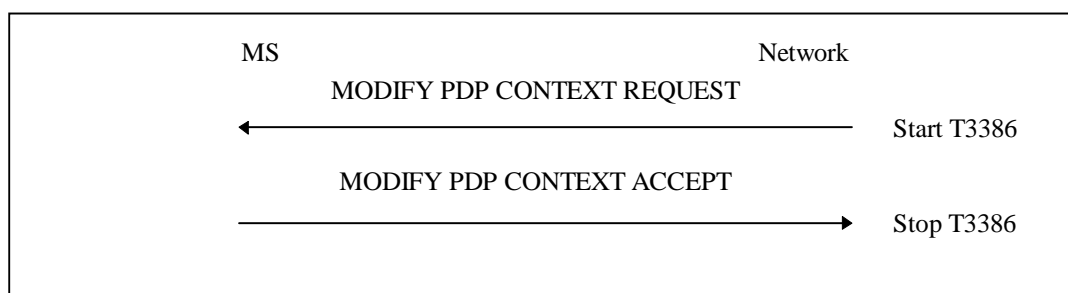 MS Network
MODIFY PDP CONTEXT REQUEST
Start T3386
MODIFY PDP CONTEXT ACCEPT
Stop T3386